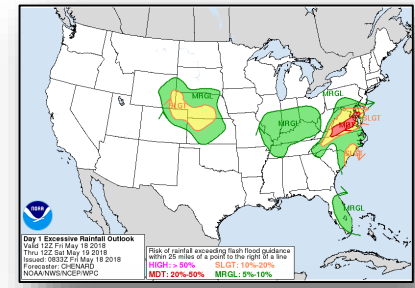 MRGL
MRGL
SLGT
SLGT
MRGL
MDT
SLGT
MRGL
NOAA
Day 1 Excessive Rainfall Outlook
Valid 12Z Fri May 18 2018
Thru 12Z Sat May 19 2018
Issued: 0833Z Fri May 18 2018
Forecaster: CHENARD
NOAA/NWS/NCEP/WPC
Risk of rainfall exceeding flash flood guidance
within 25 miles of a point to the right of a line
HIGH: > 50% SLGT: 10%-20%
MDT: 20%-50% MRGL: 5%-10%